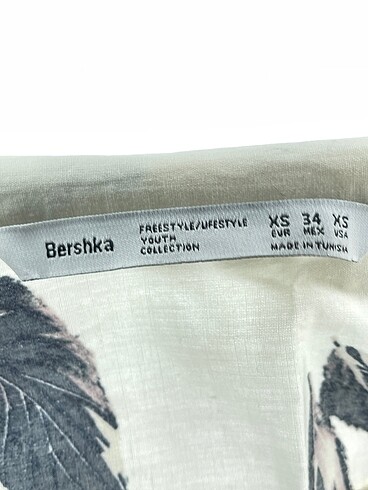 Bershka
FREESTYLE/LIFESTYLE
YOUTH
COLLECTION
XS 34 XS
EUR MEX USA
MADE IN TUNISIA